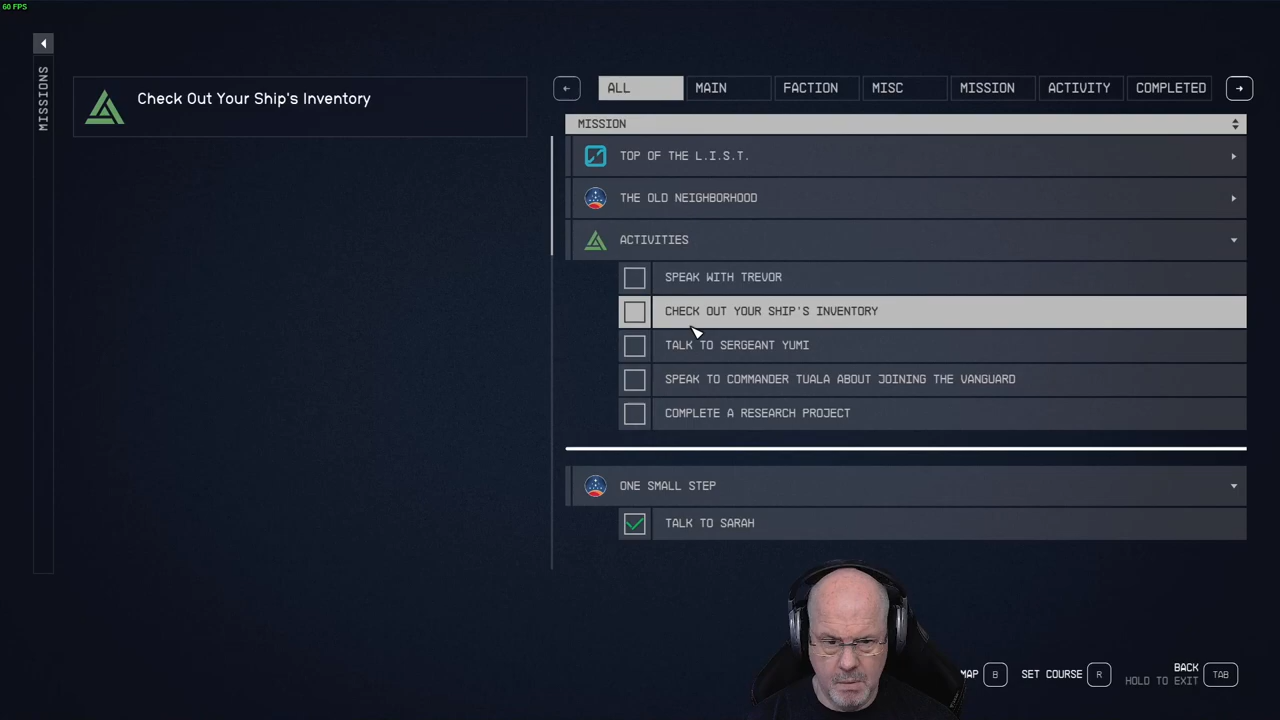 60 FPS
MISSIONS
Check Out Your Ship's Inventory
ALL
MAIN
FACTION
MISC
MISSION
ACTIVITY
COMPLETED
MISSION
TOP OF THE L.I.S.T.
THE OLD NEIGHBORHOOD
ACTIVITIES
SPEAK WITH TREVOR
CHECK OUT YOUR SHIP'S INVENTORY
TALK TO SERGEANT YUMI
SPEAK TO COMMANDER TUALA ABOUT JOINING THE VANGUARD
COMPLETE A RESEARCH PROJECT
ONE SMALL STEP
TALK TO SARAH
MAP B
SET COURSE R
BACK
HOLD TO EXIT
TAB